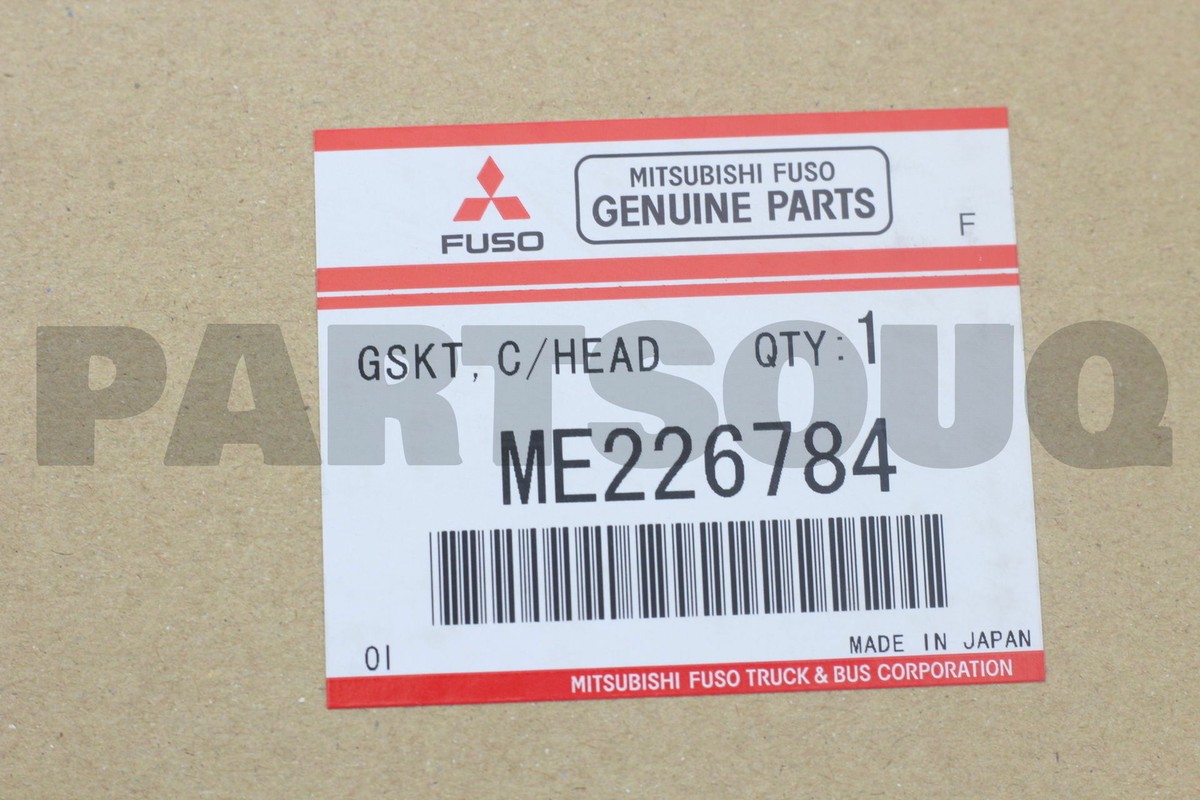 FUSO
MITSUBISHI FUSO
GENUINE PARTS
F
GSKT, C/HEAD QTY: 1
PARTSOUQ
ME226784
01 MADE IN JAPAN
MITSUBISHI FUSO TRUCK & BUS CORPORATION